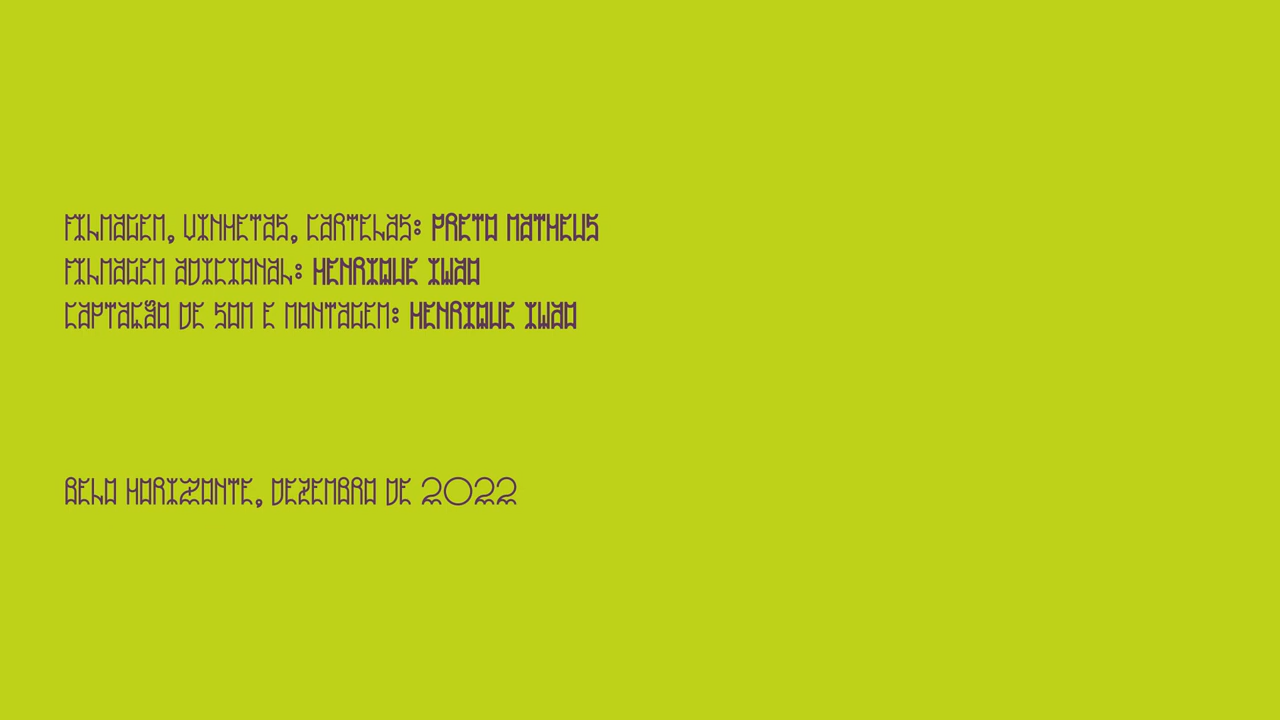 FILMAGEM, VINHETAS, CARTELAS: PRETO MATHEUS
FILMAGEM ADICIONAL: HENRIQUE IWAO
CAPTAÇÃO DE SOM E MONTAGEM: HENRIQUE IWAO
BELO HORIZONTE, DEZEMBRO DE 2022